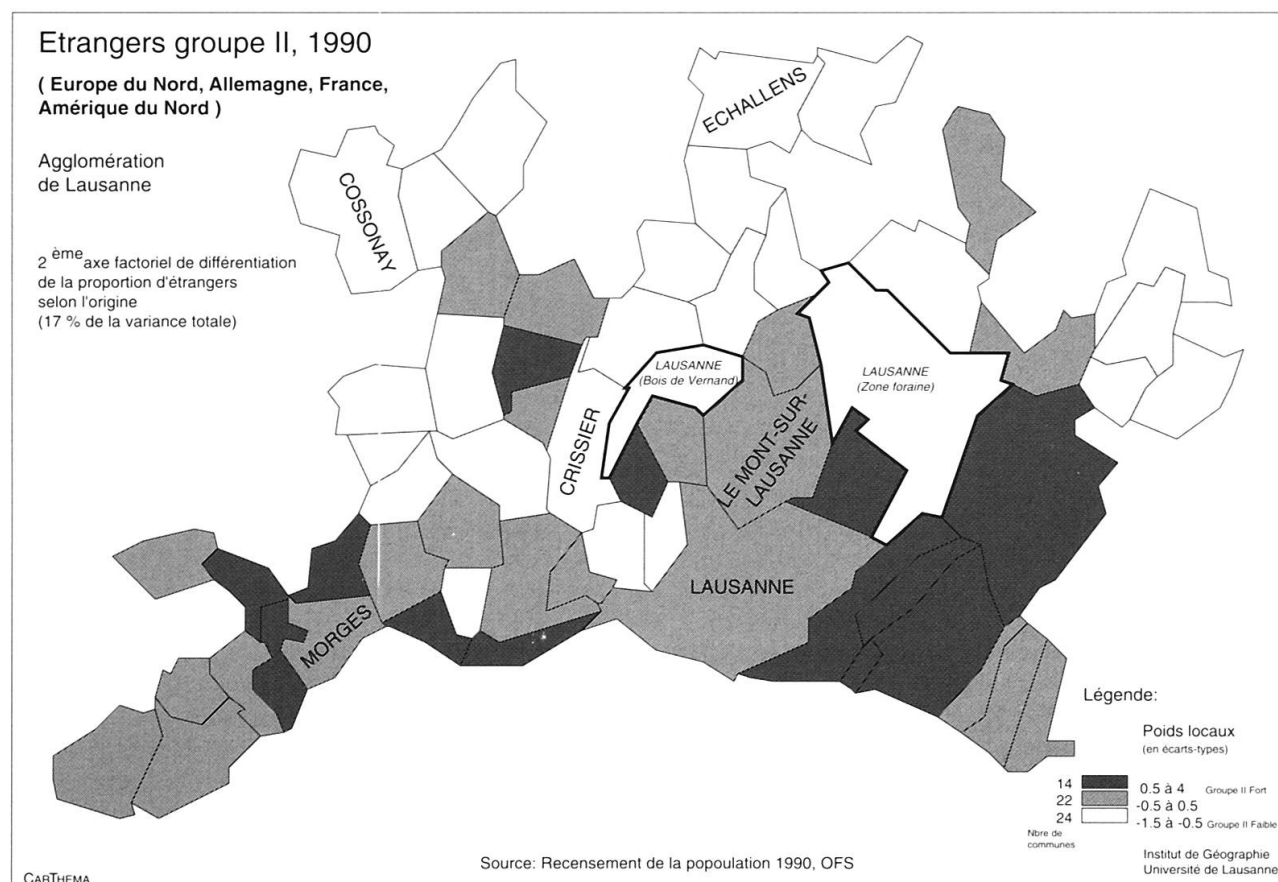 Etrangers groupe II, 1990
( Europe du Nord, Allemagne, France,
Amérique du Nord )
Agglomération
de Lausanne
2 ème axe factoriel de différentiation
de la proportion d'étrangers
selon l'origine
(17 % de la variance totale)
ECHALLENS
COSSONAY
LAUSANNE
(Bois de Vernand)
LAUSANNE
(Zone foraine)
CRISSIER
LE MONT-SUR-
LAUSANNE
LAUSANNE
MORGES
Légende:
Poids locaux
(en écarts-types)
14 0.5 à 4 Groupe II Fort
22 -0.5 à 0.5
24 -1.5 à -0.5 Groupe II Faible
Nbre de
communes
Source: Recensement de la popoulation 1990, OFS
Institut de Géographie
Université de Lausanne
CARTHEMA